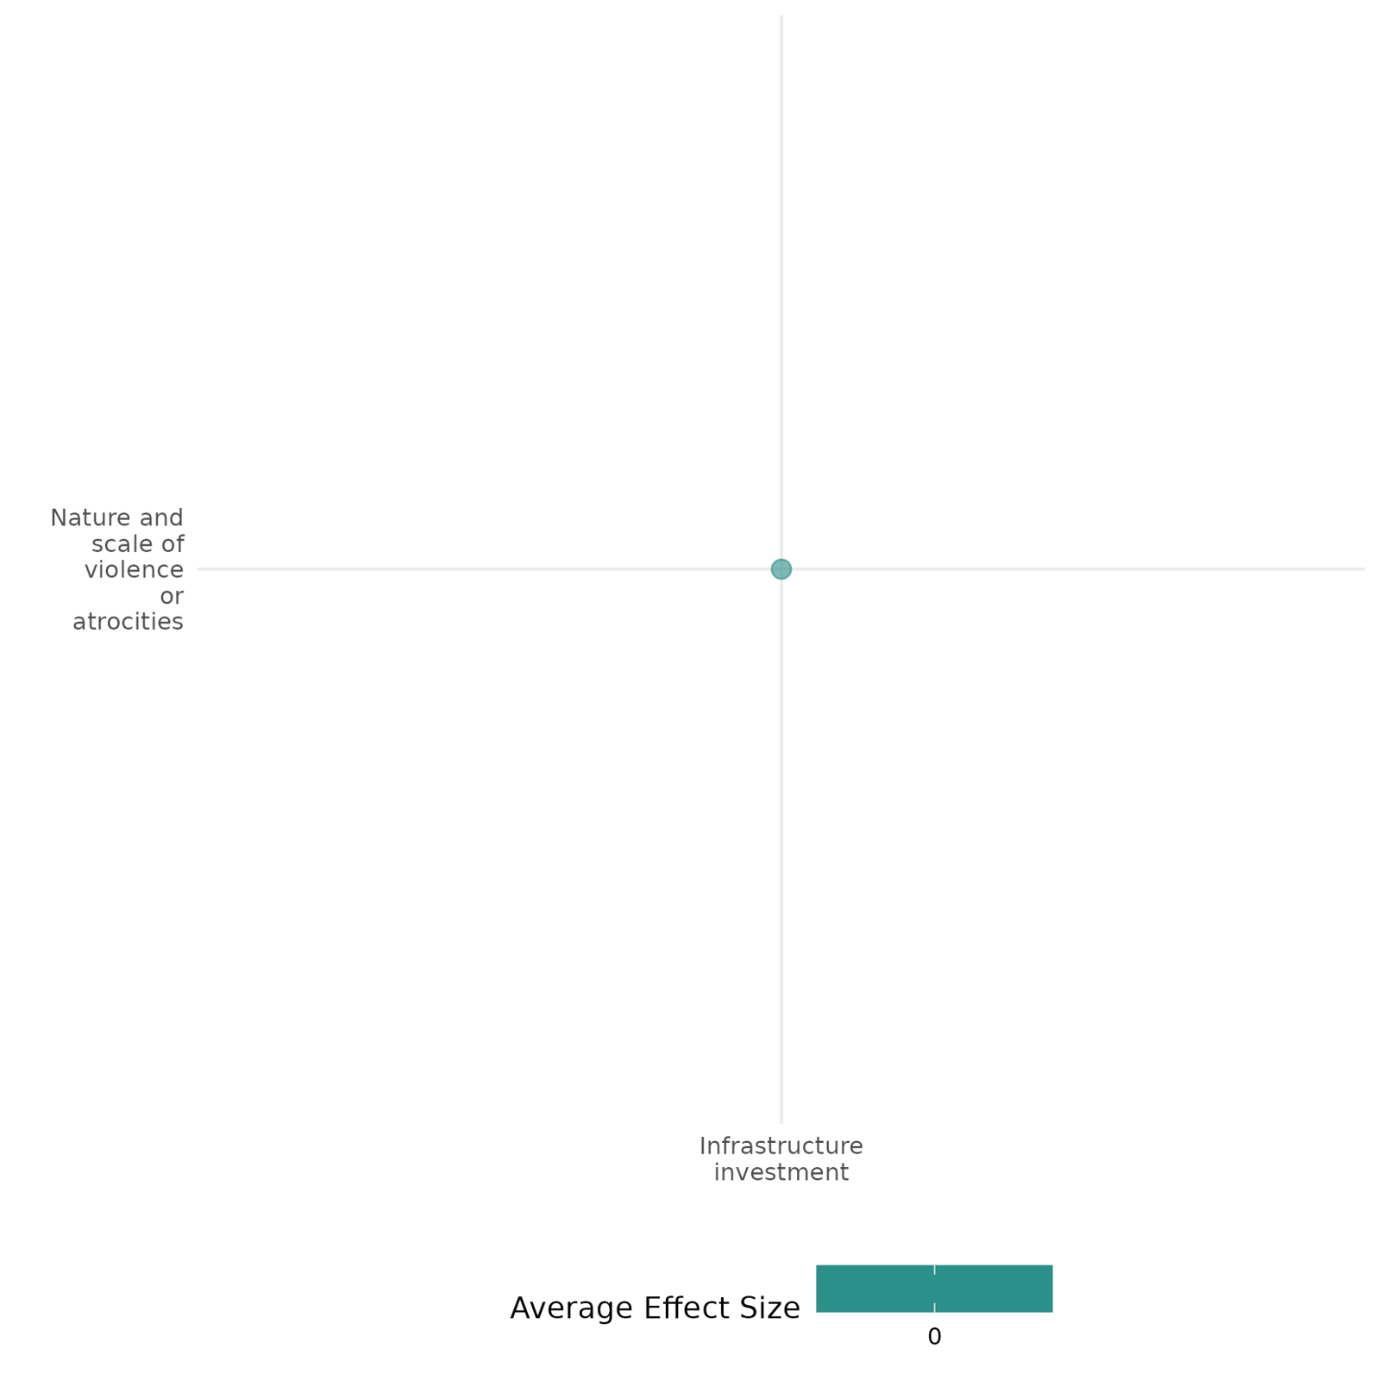 Nature and
scale of
violence
or
atrocities
Infrastructure
investment
Average Effect Size
0